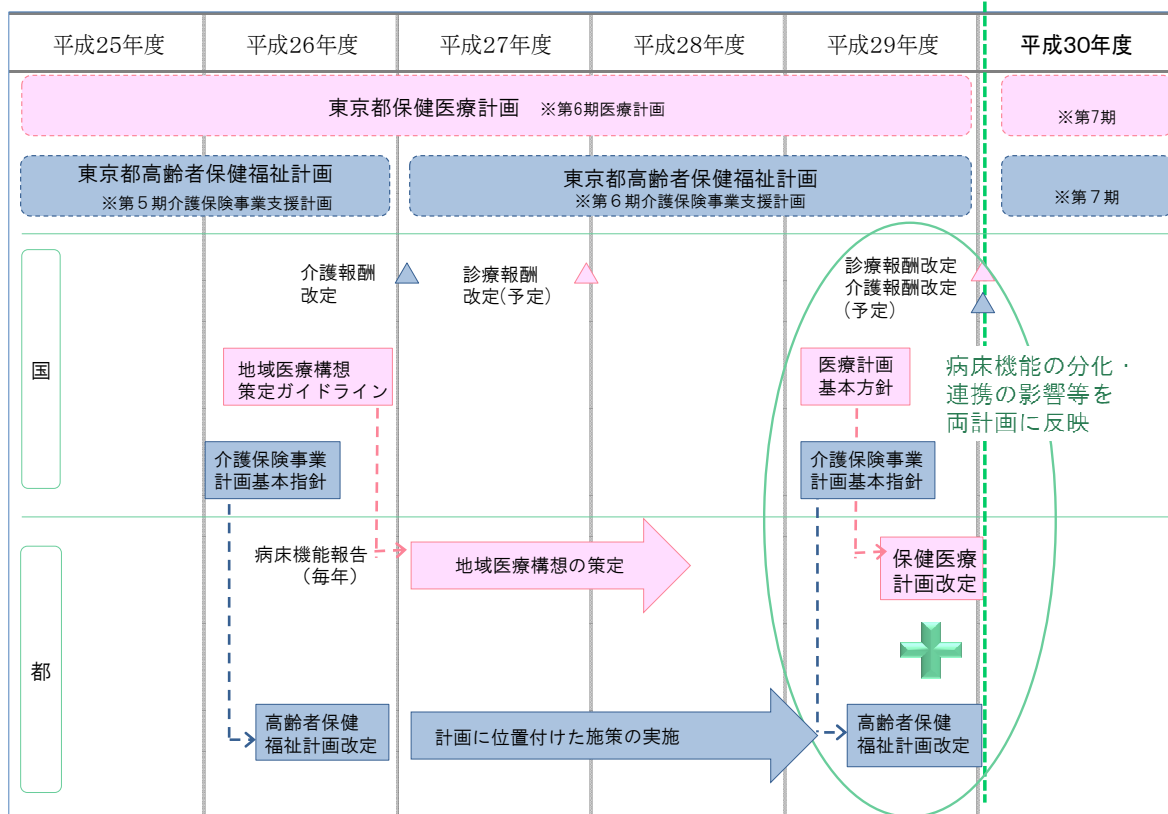 平成25年度
平成26年度
平成27年度
平成28年度
平成29年度
平成30年度
東京都保健医療計画 ※第6期医療計画
※第7期
東京都高齢者保健福祉計画
※第５期介護保険事業支援計画
東京都高齢者保健福祉計画
※第６期介護保険事業支援計画
※第７期
国
介護報酬
改定
診療報酬
改定(予定)
診療報酬改定
介護報酬改定
(予定)
地域医療構想
策定ガイドライン
医療計画
基本方針
病床機能の分化・
連携の影響等を
両計画に反映
介護保険事業
計画基本指針
介護保険事業
計画基本指針
都
病床機能報告
（毎年）
地域医療構想の策定
保健医療
計画改定
高齢者保健
福祉計画改定
計画に位置付けた施策の実施
高齢者保健
福祉計画改定